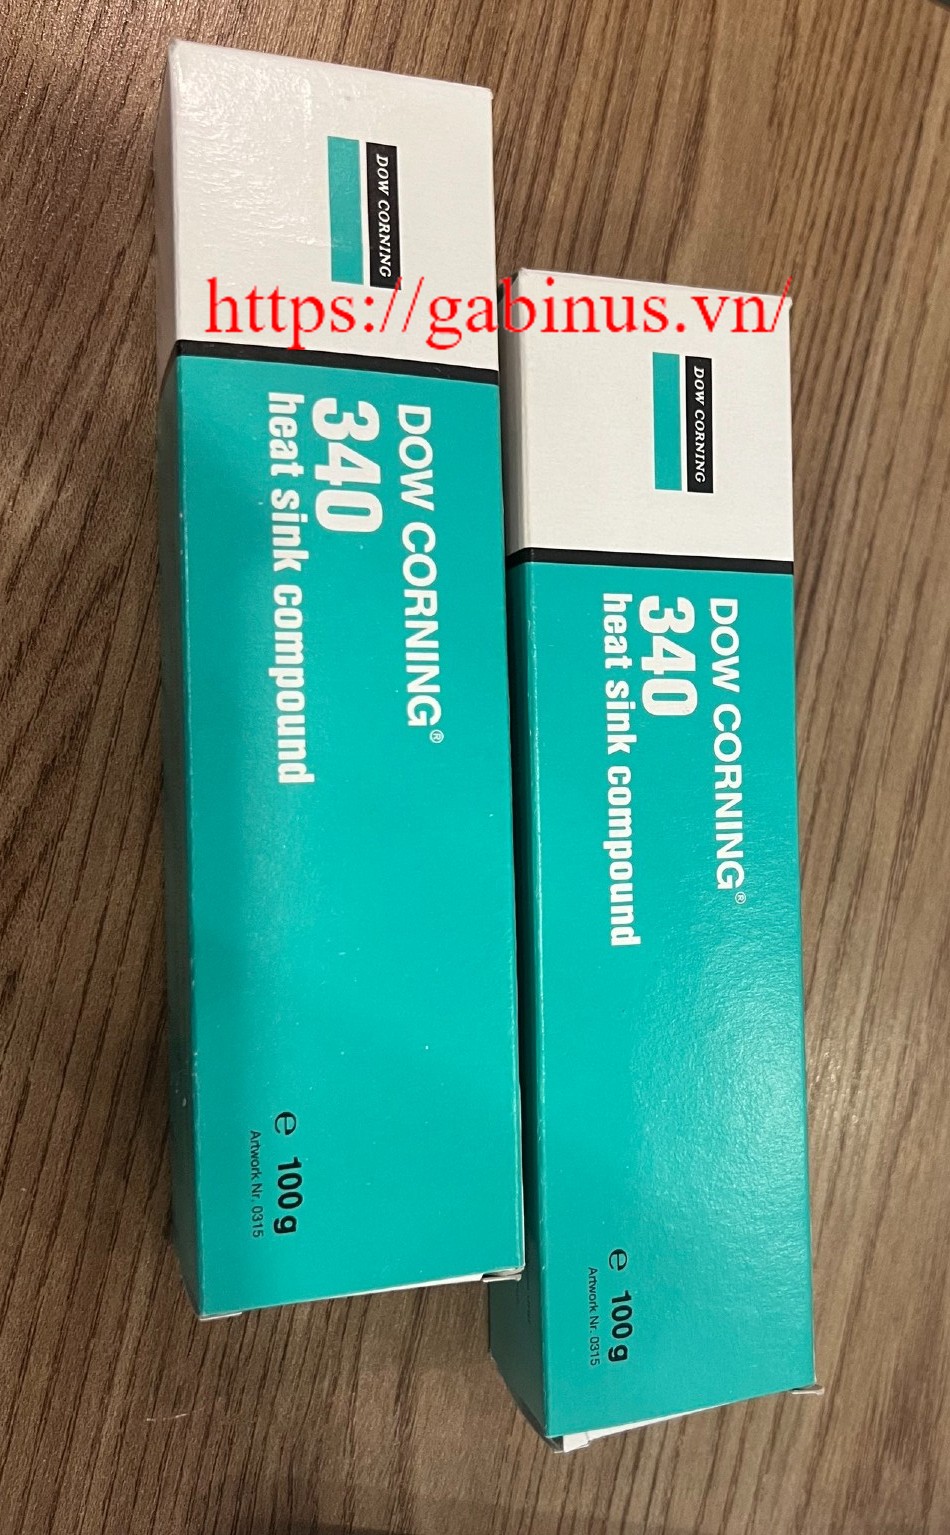 https://gabinus.vn/
DOW CORNING
DOW CORNING®
340
heat sink compound
℮ 100g
Artwork Nr. 0315
DOW CORNING
DOW CORNING®
340
heat sink compound
℮ 100g
Artwork Nr. 0315